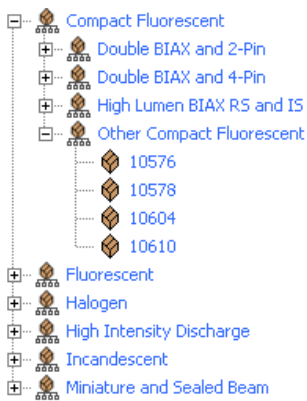 Compact Fluorescent
Double BIAX and 2-Pin
Double BIAX and 4-Pin
High Lumen BIAX RS and IS
Other Compact Fluorescent
10576
10578
10604
10610
Fluorescent
Halogen
High Intensity Discharge
Incandescent
Miniature and Sealed Beam